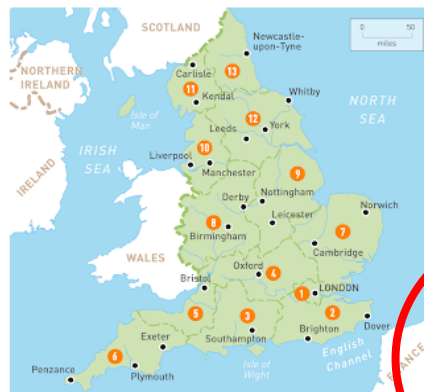 SCOTLAND
0 50
miles
Newcastle-
upon-Tyne
NORTHERN
IRELAND
Carlisle
13
11
Kendal
Whitby
NORTH
SEA
Isle of
Man
12
Leeds
York
IRISH
SEA
10
Liverpool
Manchester
9
IRELAND
Derby
Nottingham
Norwich
8
Leicester
7
Birmingham
Cambridge
WALES
Oxford
4
Bristol
1
LONDON
5
3
2
Dover
Southampton
Brighton
Exeter
English
Channel
6
Isle of
Wight
Penzance
Plymouth